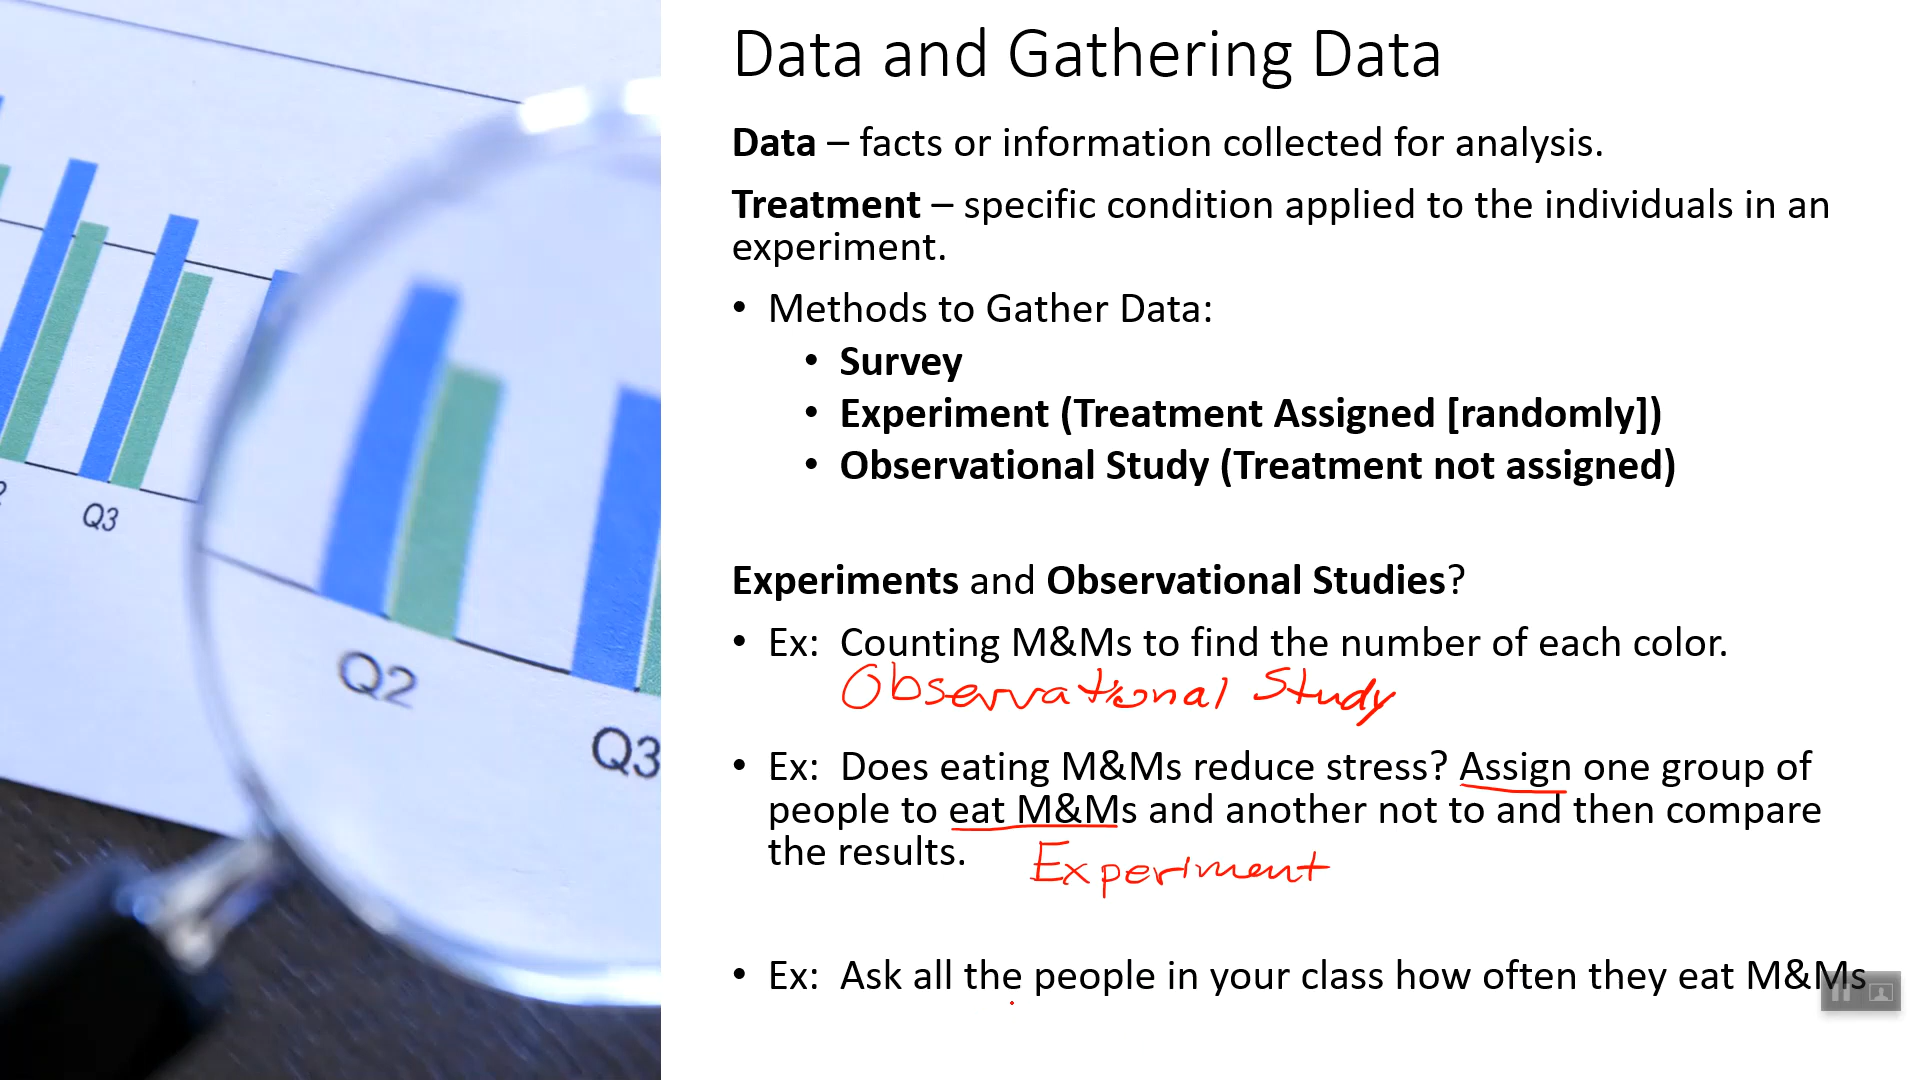 Data and Gathering Data
Data – facts or information collected for analysis.
Treatment – specific condition applied to the individuals in an
experiment.
• Methods to Gather Data:
• Survey
• Experiment (Treatment Assigned [randomly])
• Observational Study (Treatment not assigned)
Experiments and Observational Studies?
• Ex: Counting M&Ms to find the number of each color.
Observational Study
• Ex: Does eating M&Ms reduce stress? Assign one group of
people to eat M&Ms and another not to and then compare
the results.
Experiment
• Ex: Ask all the people in your class how often they eat M&Ms
Q3
Q2
Q3